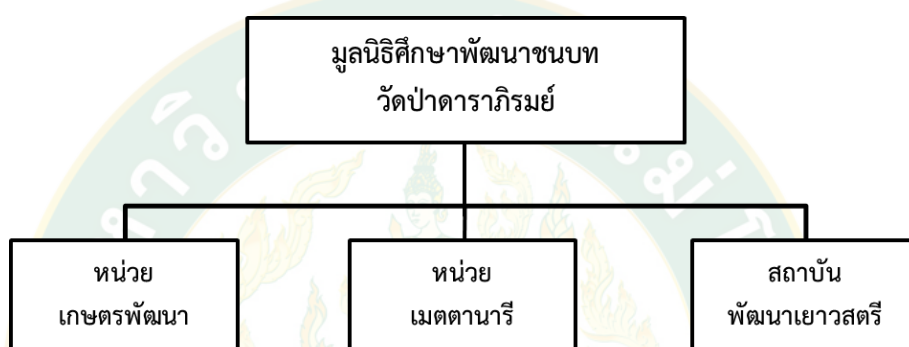 มูลนิธิศึกษาพัฒนาชนบท
วัดป่าดาราภิรมย์
หน่วย
เกษตรพัฒนา
หน่วย
เมตตานารี
สถาบัน
พัฒนาเยาวสตรี